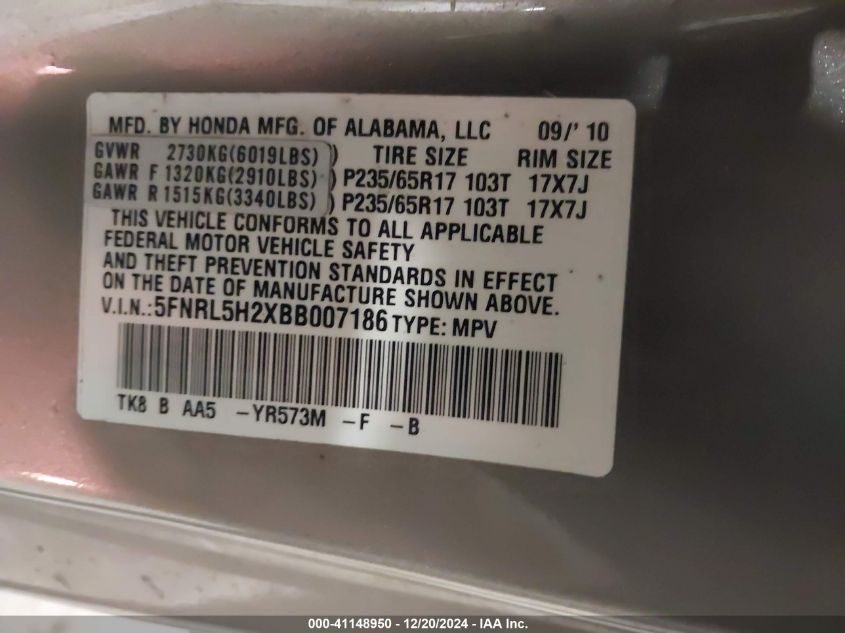 MFD. BY HONDA MFG. OF ALABAMA, LLC 09/' 10
GVWR 2730KG(6019LBS) ) TIRE SIZE RIM SIZE
GAWR F 1320KG(2910LBS) ) P235/65R17 103T 17X7J
GAWR R 1515KG(3340LBS) ) P235/65R17 103T 17X7J
THIS VEHICLE CONFORMS TO ALL APPLICABLE
FEDERAL MOTOR VEHICLE SAFETY
AND THEFT PREVENTION STANDARDS IN EFFECT
ON THE DATE OF MANUFACTURE SHOWN ABOVE.
V.I.N.:5FNRL5H2XBB007186 TYPE: MPV
TK8 B AA5 -YR573M -F -B
000-41148950 - 12/20/2024 - IAA Inc.